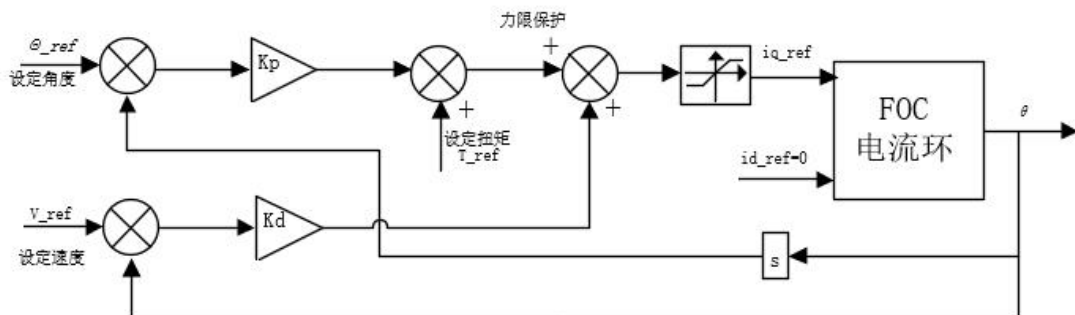 力限保护
Θ_ref
设定角度
Kp
+
+
+
+
设定扭矩
T_ref
iq_ref
FOC
电流环
θ
id_ref=0
V_ref
设定速度
Kd
s